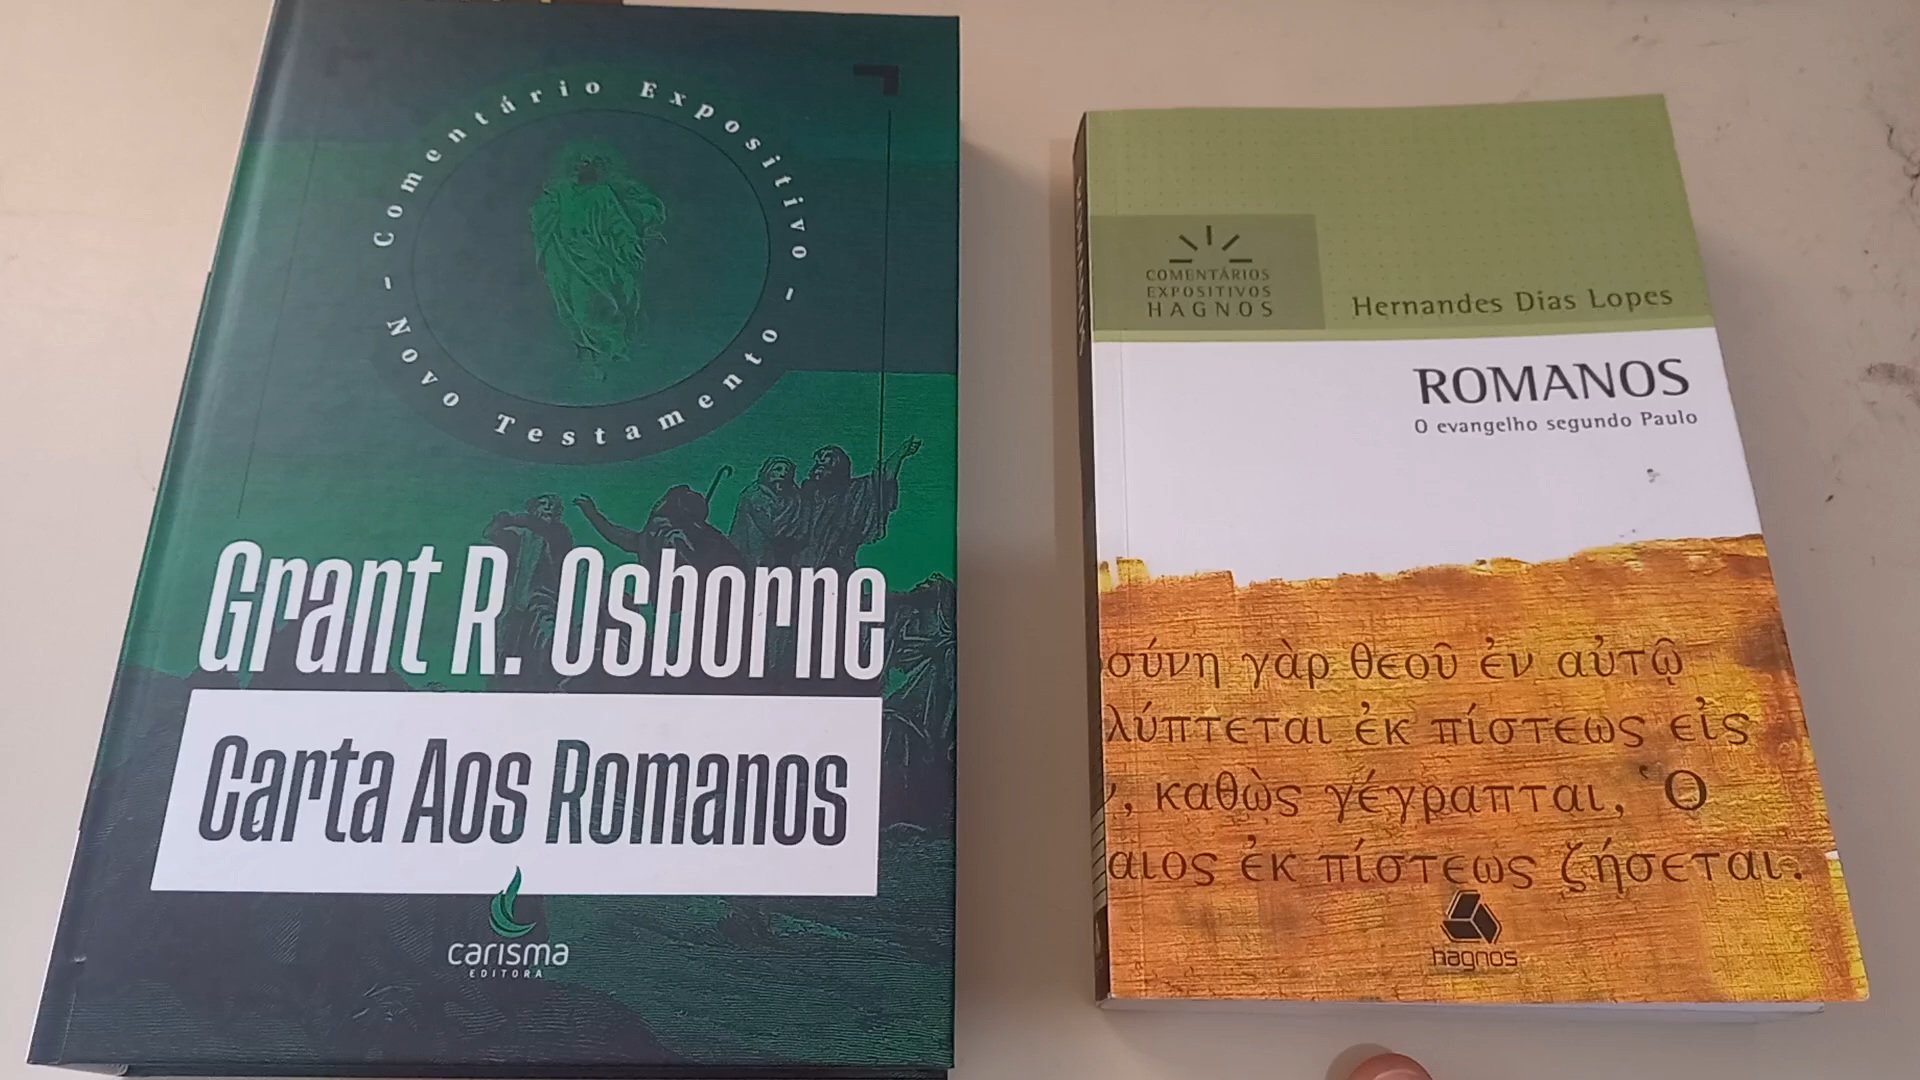 Comentário Expositivo
- Novo Testamento -
Grant R. Osborne
Carta Aos Romanos
carisma
EDITORA
COMENTÁRIOS
EXPOSITIVOS
HAGNOS
Hernandes Dias Lopes
ROMANOS
O evangelho segundo Paulo
σύνη γὰρ θεοῦ ἐν αὐτῷ
λύπτεται ἐκ πίστεως εἰς
, καθὼς γέγραπται, Ὁ
αιος ἐκ πίστεως ζήσεται.
hagnos